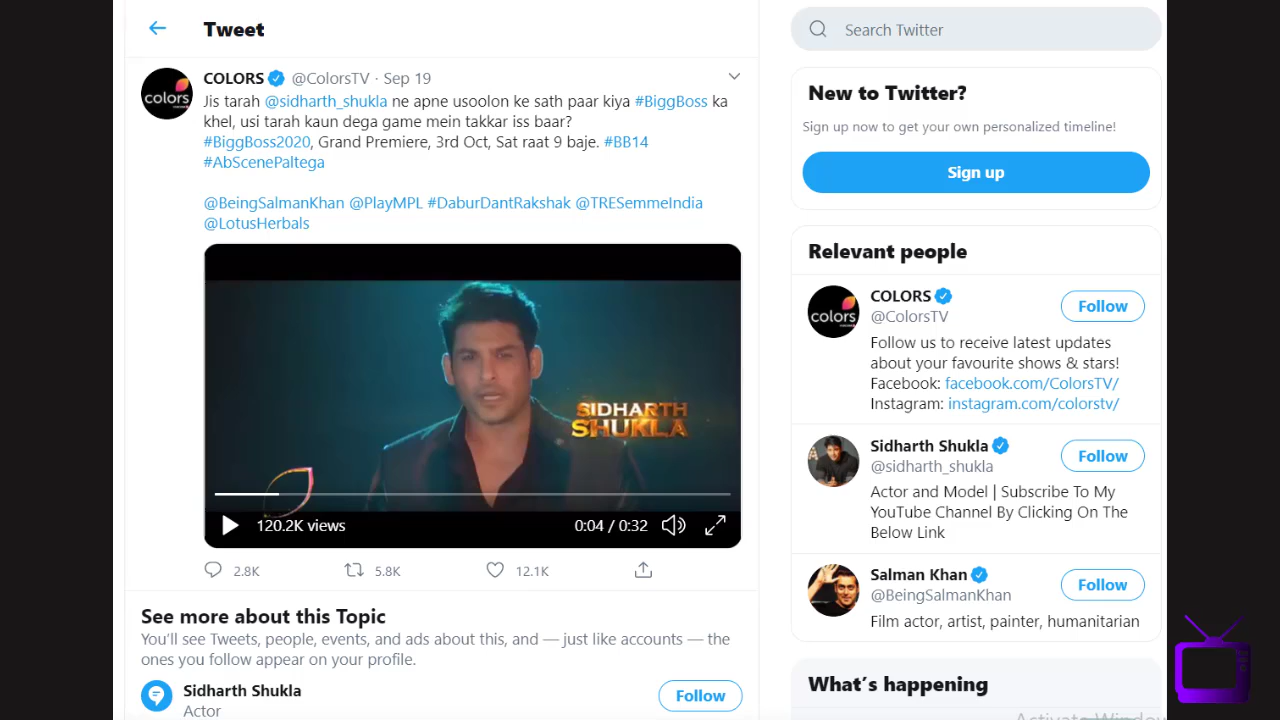 Tweet
COLORS @ColorsTV · Sep 19
Jis tarah @sidharth_shukla ne apne usoolon ke sath paar kiya #BiggBoss ka
khel, usi tarah kaun dega game mein takkar iss baar?
#BiggBoss2020, Grand Premiere, 3rd Oct, Sat raat 9 baje. #BB14
#AbScenePaltega
@BeingSalmanKhan @PlayMPL #DaburDantRakshak @TRESemmeIndia
@LotusHerbals
colors
SIDHARTH
SHUKLA
120.2K views
0:04 / 0:32
2.8K
5.8K
12.1K
See more about this Topic
You'll see Tweets, people, events, and ads about this, and — just like accounts — the
ones you follow appear on your profile.
Sidharth Shukla
Actor
Follow
Search Twitter
New to Twitter?
Sign up now to get your own personalized timeline!
Sign up
Relevant people
colors
COLORS
@ColorsTV
Follow
Follow us to receive latest updates
about your favourite shows & stars!
Facebook: facebook.com/ColorsTV/
Instagram: instagram.com/colorstv/
Sidharth Shukla
@sidharth_shukla
Follow
Actor and Model | Subscribe To My
YouTube Channel By Clicking On The
Below Link
Salman Khan
@BeingSalmanKhan
Follow
Film actor, artist, painter, humanitarian
What's happening